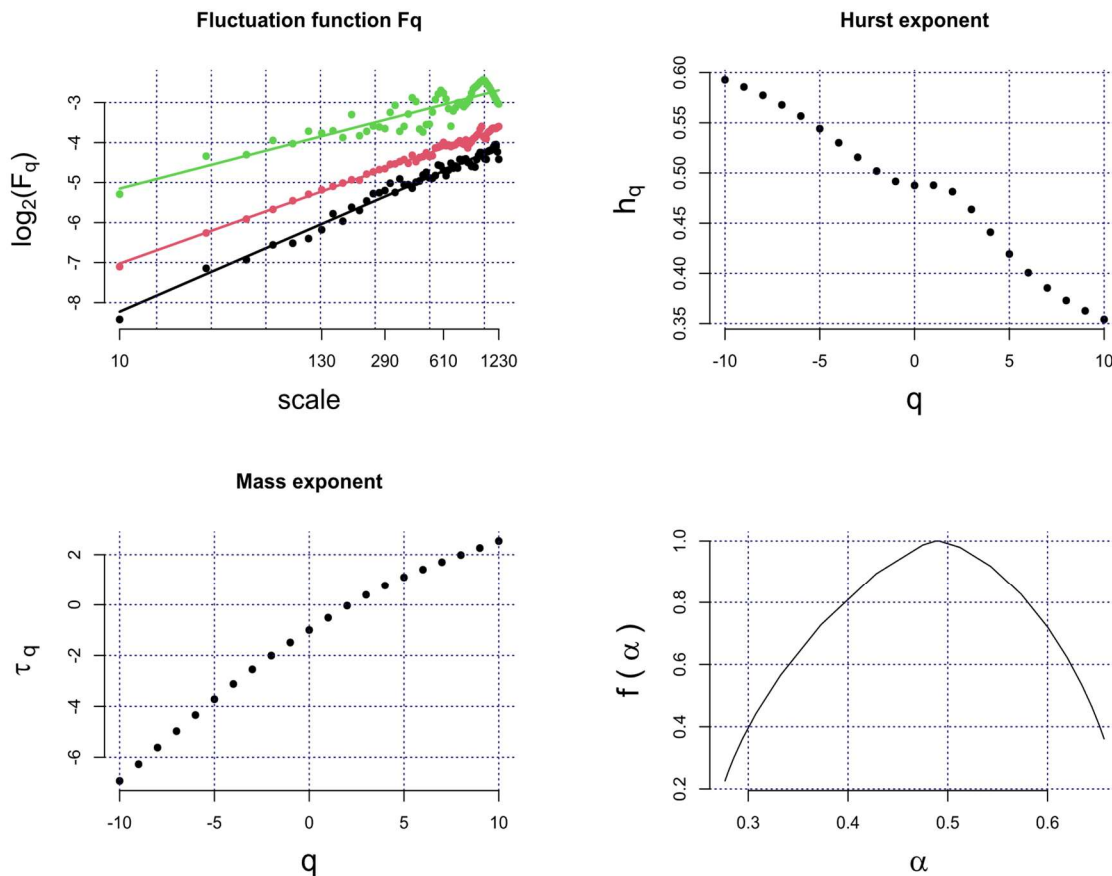 Fluctuation function Fq
log₂(F_q)
-3
-4
-5
-6
-7
-8
10 130 290 610 1230
scale
Hurst exponent
h_q
0.60
0.55
0.50
0.45
0.40
0.35
-10 -5 0 5 10
q
Mass exponent
τ_q
2
0
-2
-4
-6
-10 -5 0 5 10
q
f ( α )
1.0
0.8
0.6
0.4
0.2
0.3 0.4 0.5 0.6
α